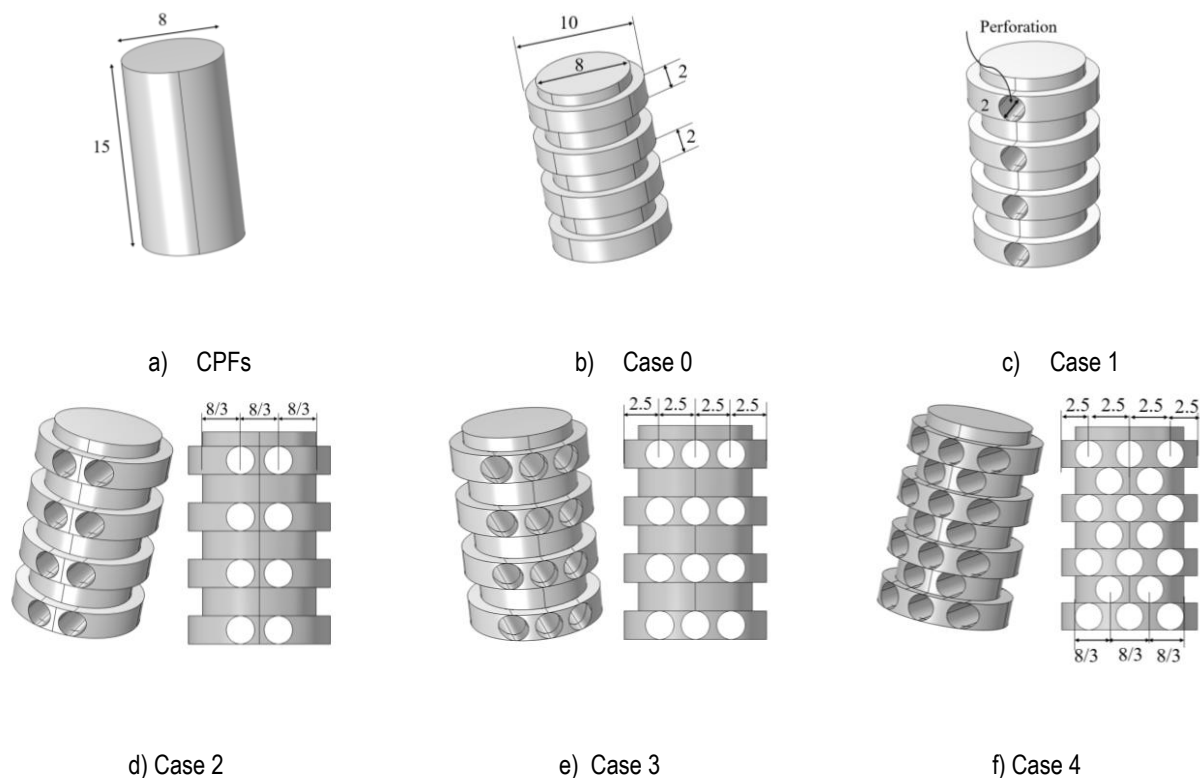 8
15
a) CPFs
10
8
2
2
b) Case 0
Perforation
2
c) Case 1
8/3 8/3 8/3
d) Case 2
2.5 2.5 2.5 2.5
e) Case 3
2.5 2.5 2.5 2.5
8/3 8/3 8/3
f) Case 4